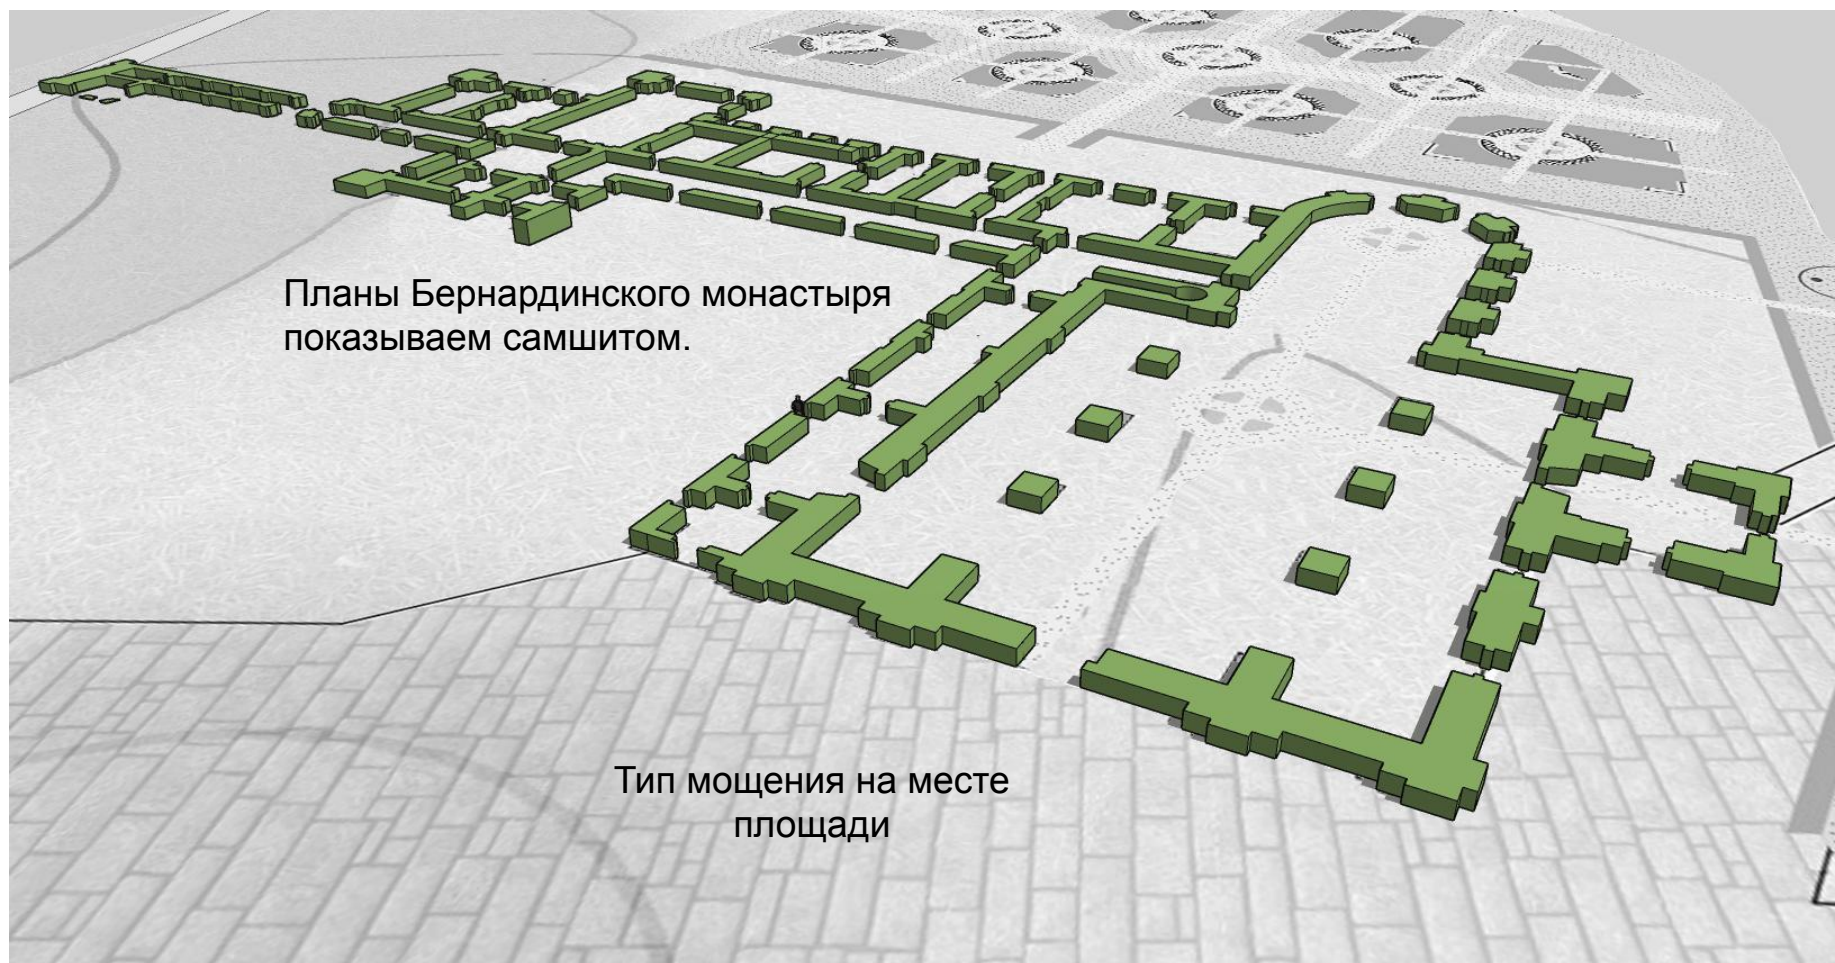 Планы Бернардинского монастыря
показываем самшитом.
Тип мощения на месте
площади